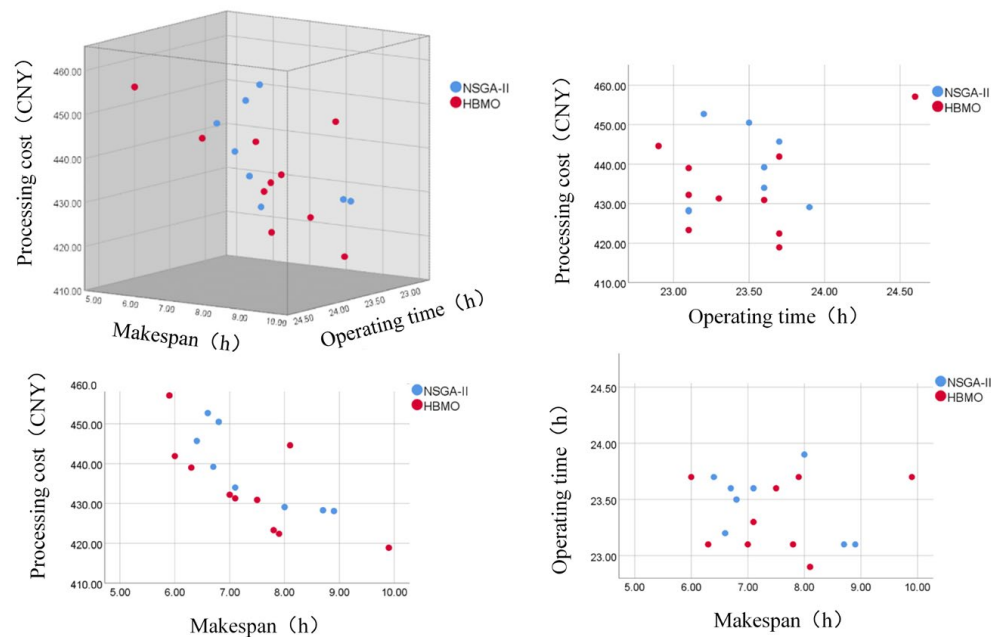 Processing cost（CNY）
460.00
450.00
440.00
430.00
420.00
410.00
5.00
6.00
7.00
8.00
9.00
10.00
Makespan（h）
24.50
24.00
23.50
23.00
Operating time（h）
NSGA-II
HBMO
Processing cost（CNY）
460.00
450.00
440.00
430.00
420.00
410.00
23.00
23.50
24.00
24.50
Operating time（h）
NSGA-II
HBMO
Processing cost（CNY）
460.0
450.00
440.00
430.00
420.00
410.00
5.00
6.00
7.00
8.00
9.00
10.00
Makespan（h）
NSGA-II
HBMO
Operating time（h）
24.50
24.00
23.50
23.00
5.00
6.00
7.00
8.00
9.00
10.00
Makespan（h）
NSGA-II
HBMO